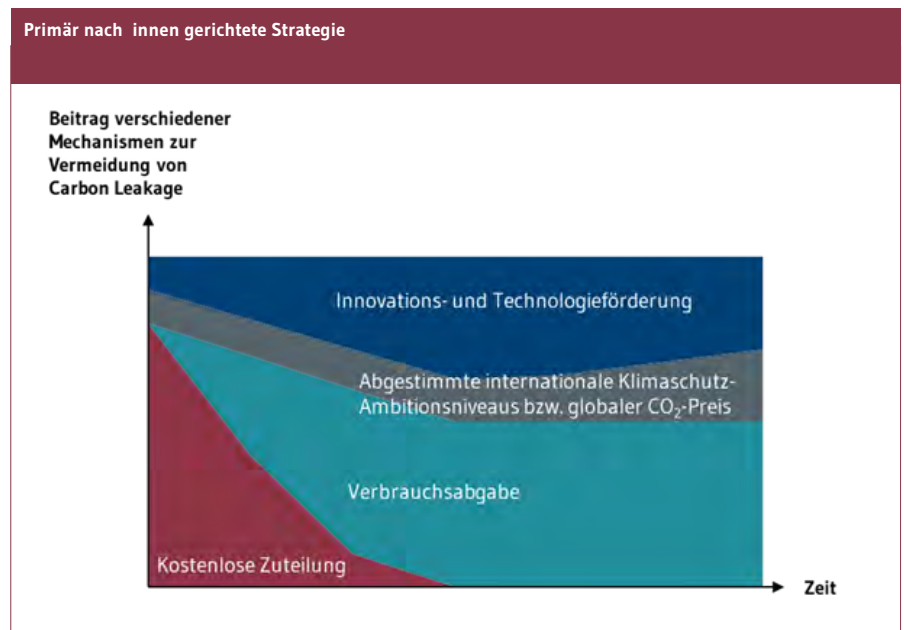 Primär nach innen gerichtete Strategie
Beitrag verschiedener
Mechanismen zur
Vermeidung von
Carbon Leakage
Innovations- und Technologieförderung
Abgestimmte internationale Klimaschutz-
Ambitionsniveaus bzw. globaler CO₂-Preis
Verbrauchsabgabe
Kostenlose Zuteilung
Zeit